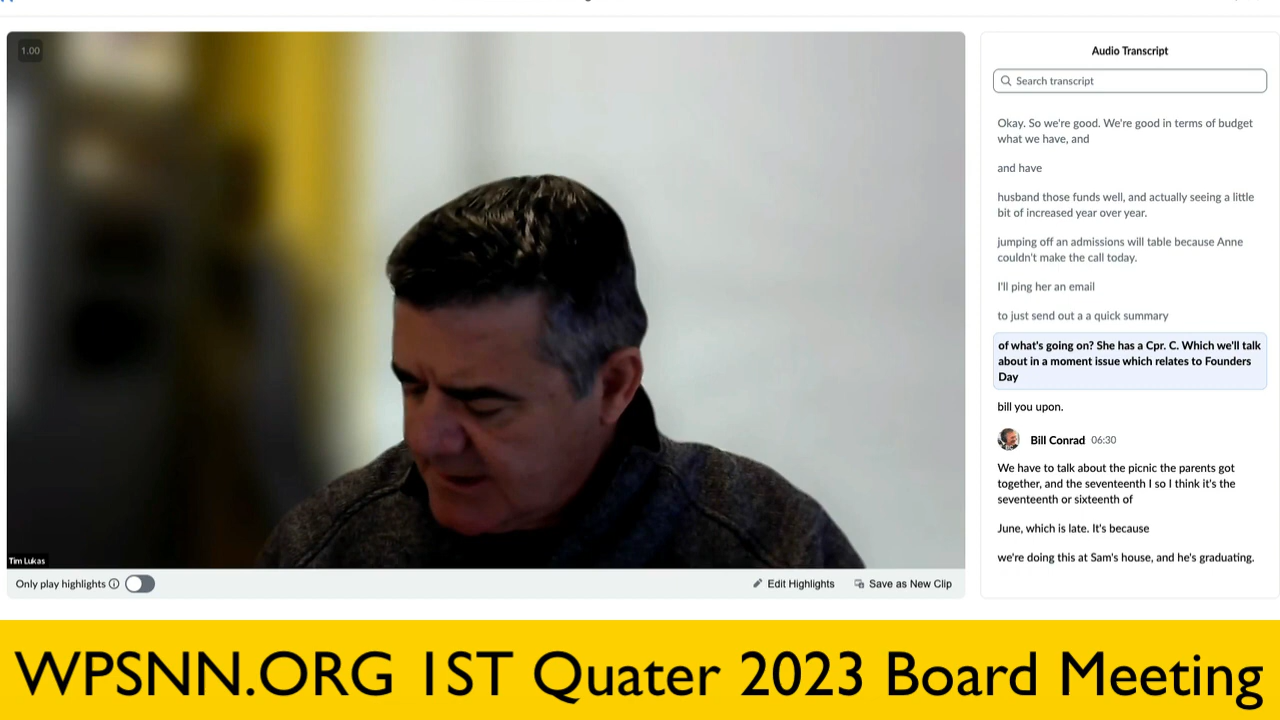 1.00
Audio Transcript
Search transcript
Okay. So we're good. We're good in terms of budget
what we have, and
and have
husband those funds well, and actually seeing a little
bit of increased year over year.
jumping off an admissions will table because Anne
couldn't make the call today.
I'll ping her an email
to just send out a a quick summary
of what's going on? She has a Cpr. C. Which we'll talk
about in a moment issue which relates to Founders
Day
bill you upon.
Bill Conrad 06:30
We have to talk about the picnic the parents got
together, and the seventeenth I so I think it's the
seventeenth or sixteenth of
June, which is late. It's because
we're doing this at Sam's house, and he's graduating.
Tim Lukas
Only play highlights
Edit Highlights
Save as New Clip
WPSNN.ORG 1ST Quater 2023 Board Meeting